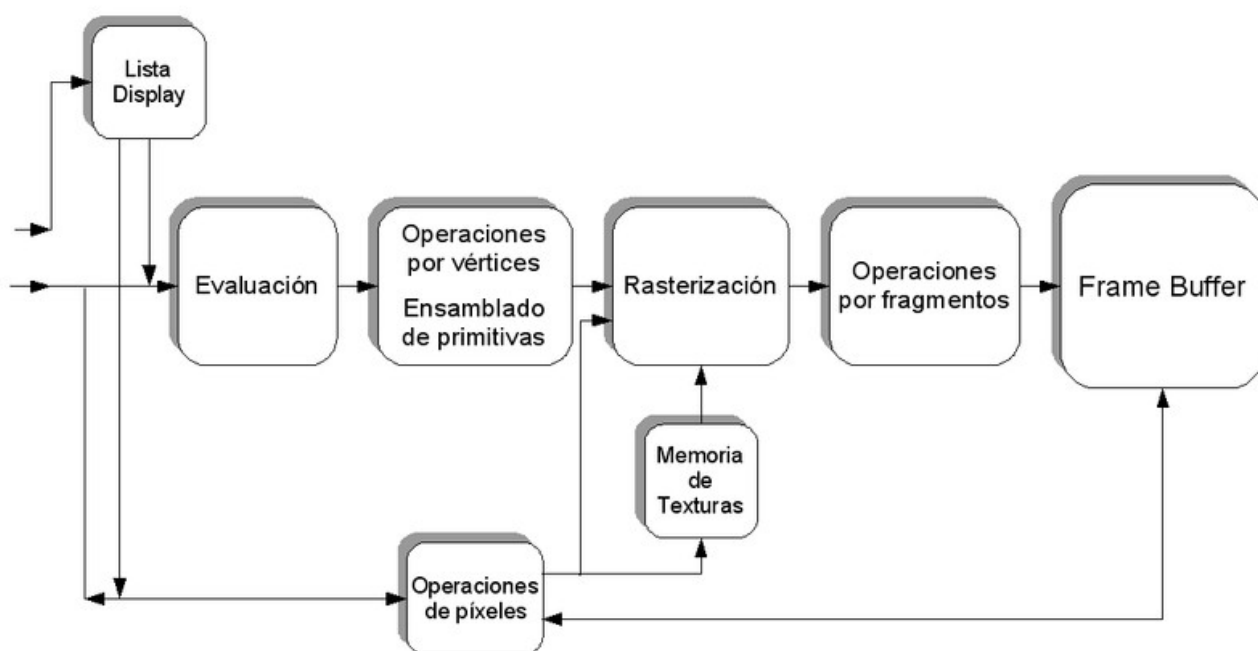 Lista
Display
Evaluación
Operaciones
por vértices
Ensamblado
de primitivas
Rasterización
Operaciones
por fragmentos
Frame Buffer
Memoria
de
Texturas
Operaciones
de píxeles